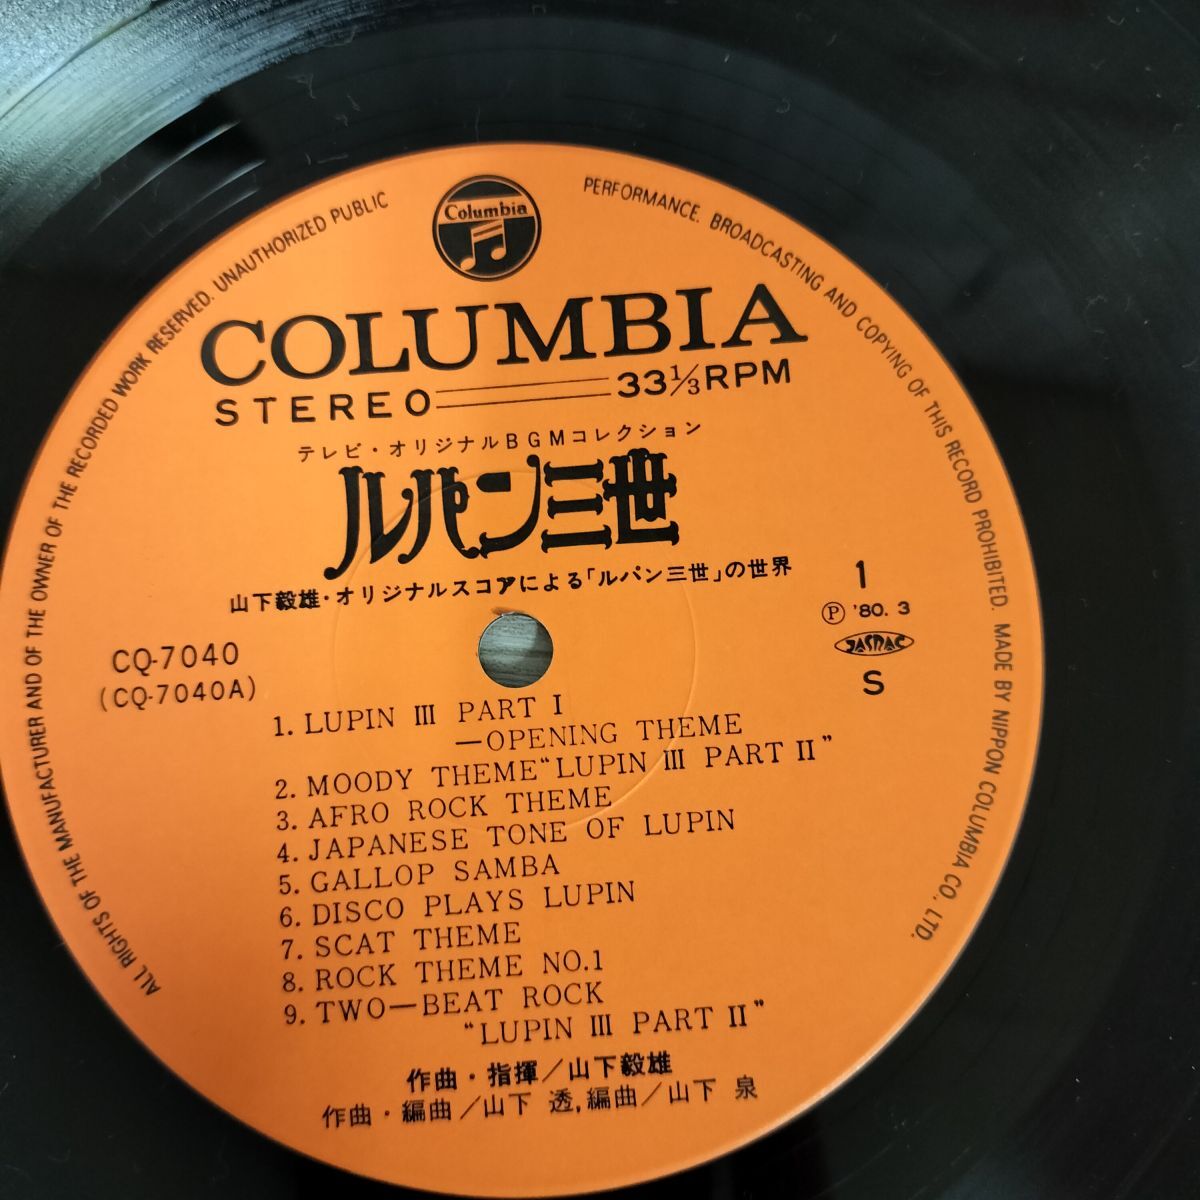 ALL RIGHTS OF THE MANUFACTURER AND OF THE OWNER OF THE RECORDED WORK RESERVED. UNAUTHORIZED PUBLIC PERFORMANCE. BROADCASTING AND COPYING OF THIS RECORD PROHIBITED. MADE BY NIPPON COLUMBIA CO. LTD.
Columbia
COLUMBIA
STEREO 33⅓RPM
テレビ・オリジナルBGMコレクション
ルパン三世
山下毅雄・オリジナルスコアによる「ルパン三世」の世界
1
Ⓟ '80. 3
JASRAC
S
CQ-7040
(CQ-7040A)
1. LUPIN III PART I
—OPENING THEME
2. MOODY THEME“LUPIN III PART II”
3. AFRO ROCK THEME
4. JAPANESE TONE OF LUPIN
5. GALLOP SAMBA
6. DISCO PLAYS LUPIN
7. SCAT THEME
8. ROCK THEME NO.1
9. TWO—BEAT ROCK
“LUPIN III PART II”
作曲・指揮／山下毅雄
作曲・編曲／山下 透,編曲／山下 泉